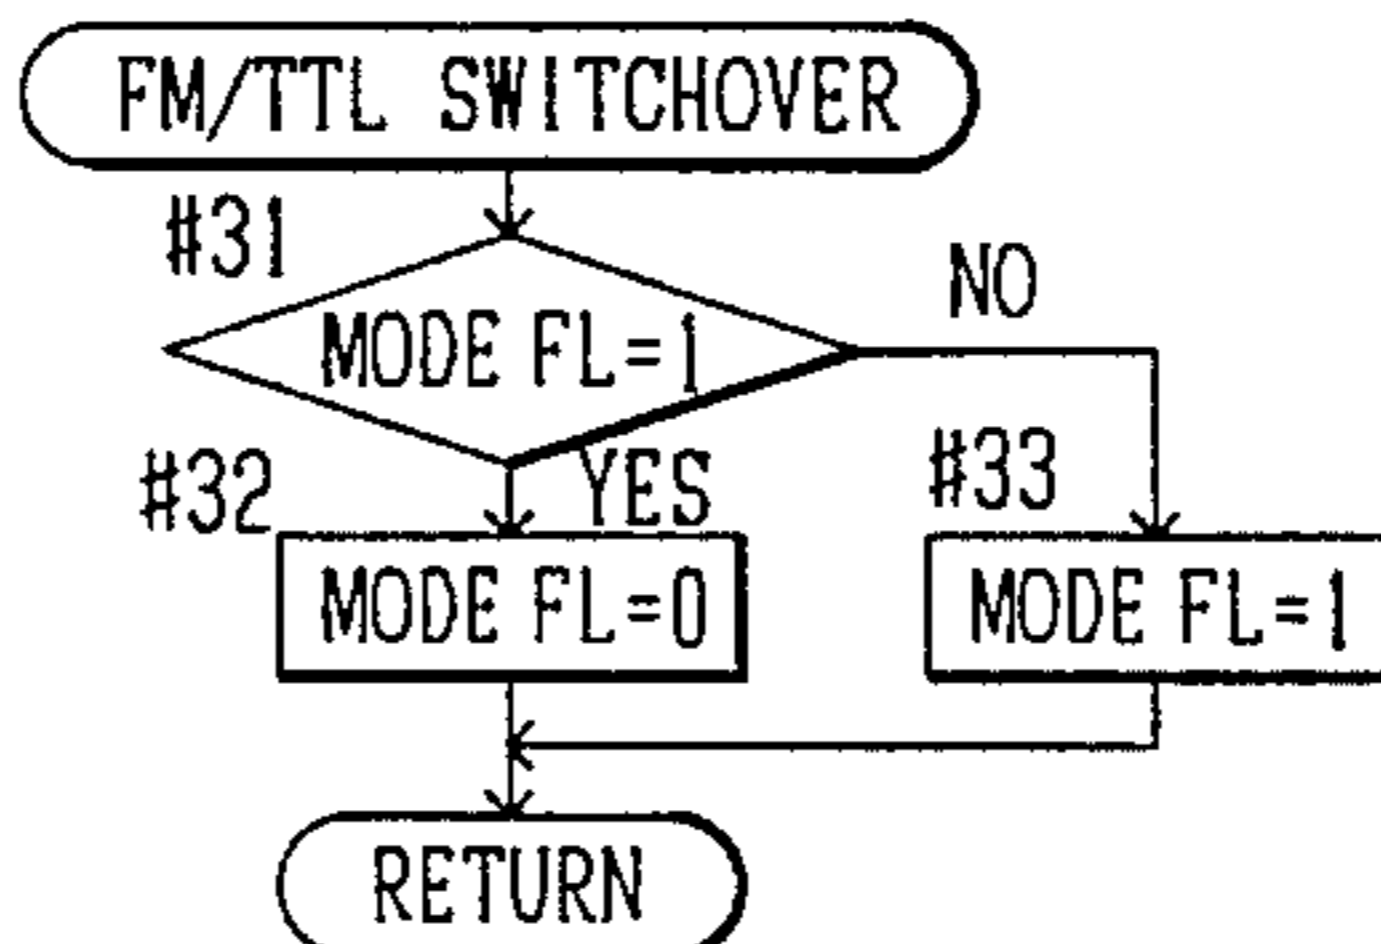 FM/TTL SWITCHOVER
#31
NO
MODE FL=1
#32
YES
#33
MODE FL=0
MODE FL=1
RETURN